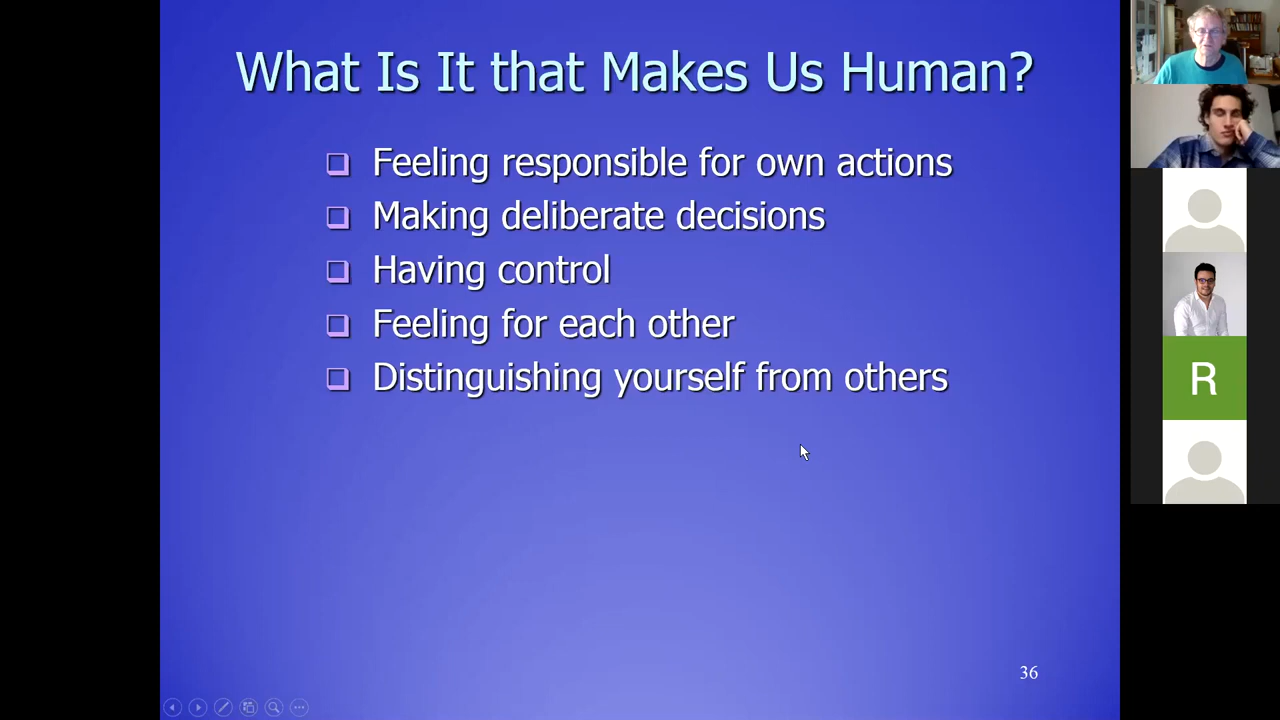 What Is It that Makes Us Human?
Feeling responsible for own actions
Making deliberate decisions
Having control
Feeling for each other
Distinguishing yourself from others
R
36